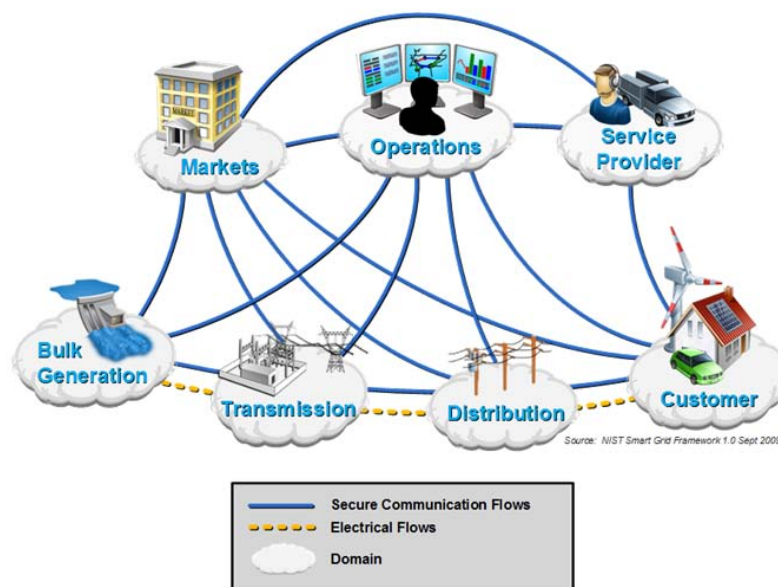 MARKET
Markets
Operations
Service
Provider
Bulk
Generation
Transmission
Distribution
Customer
Source: NIST Smart Grid Framework 1.0 Sept 2009
Secure Communication Flows
Electrical Flows
Domain